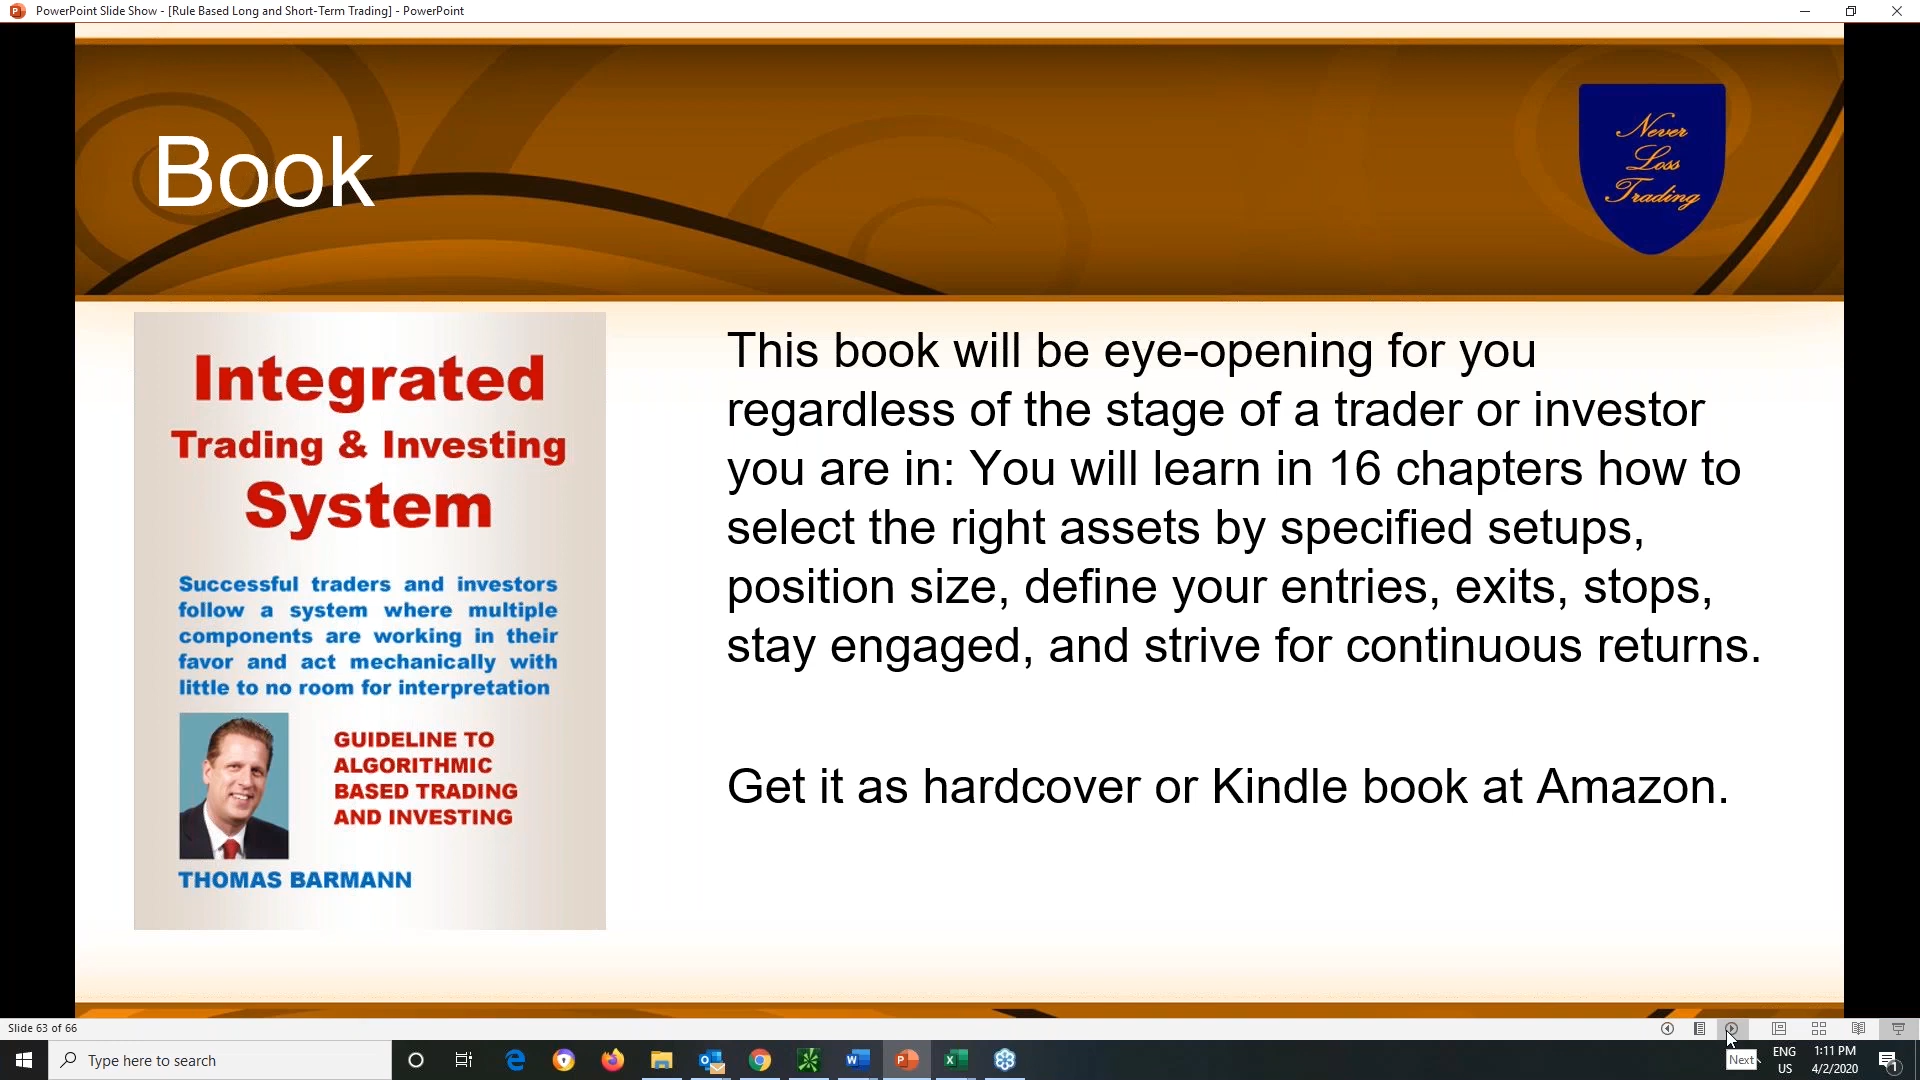 PowerPoint Slide Show - [Rule Based Long and Short-Term Trading] - PowerPoint
Book
Never
Loss
Trading
Integrated
Trading & Investing
System
Successful traders and investors
follow a system where multiple
components are working in their
favor and act mechanically with
little to no room for interpretation
GUIDELINE TO
ALGORITHMIC
BASED TRADING
AND INVESTING
THOMAS BARMANN
This book will be eye-opening for you
regardless of the stage of a trader or investor
you are in: You will learn in 16 chapters how to
select the right assets by specified setups,
position size, define your entries, exits, stops,
stay engaged, and strive for continuous returns.
Get it as hardcover or Kindle book at Amazon.
Slide 63 of 66
Type here to search
Next
ENG
US
1:11 PM
4/2/2020
1